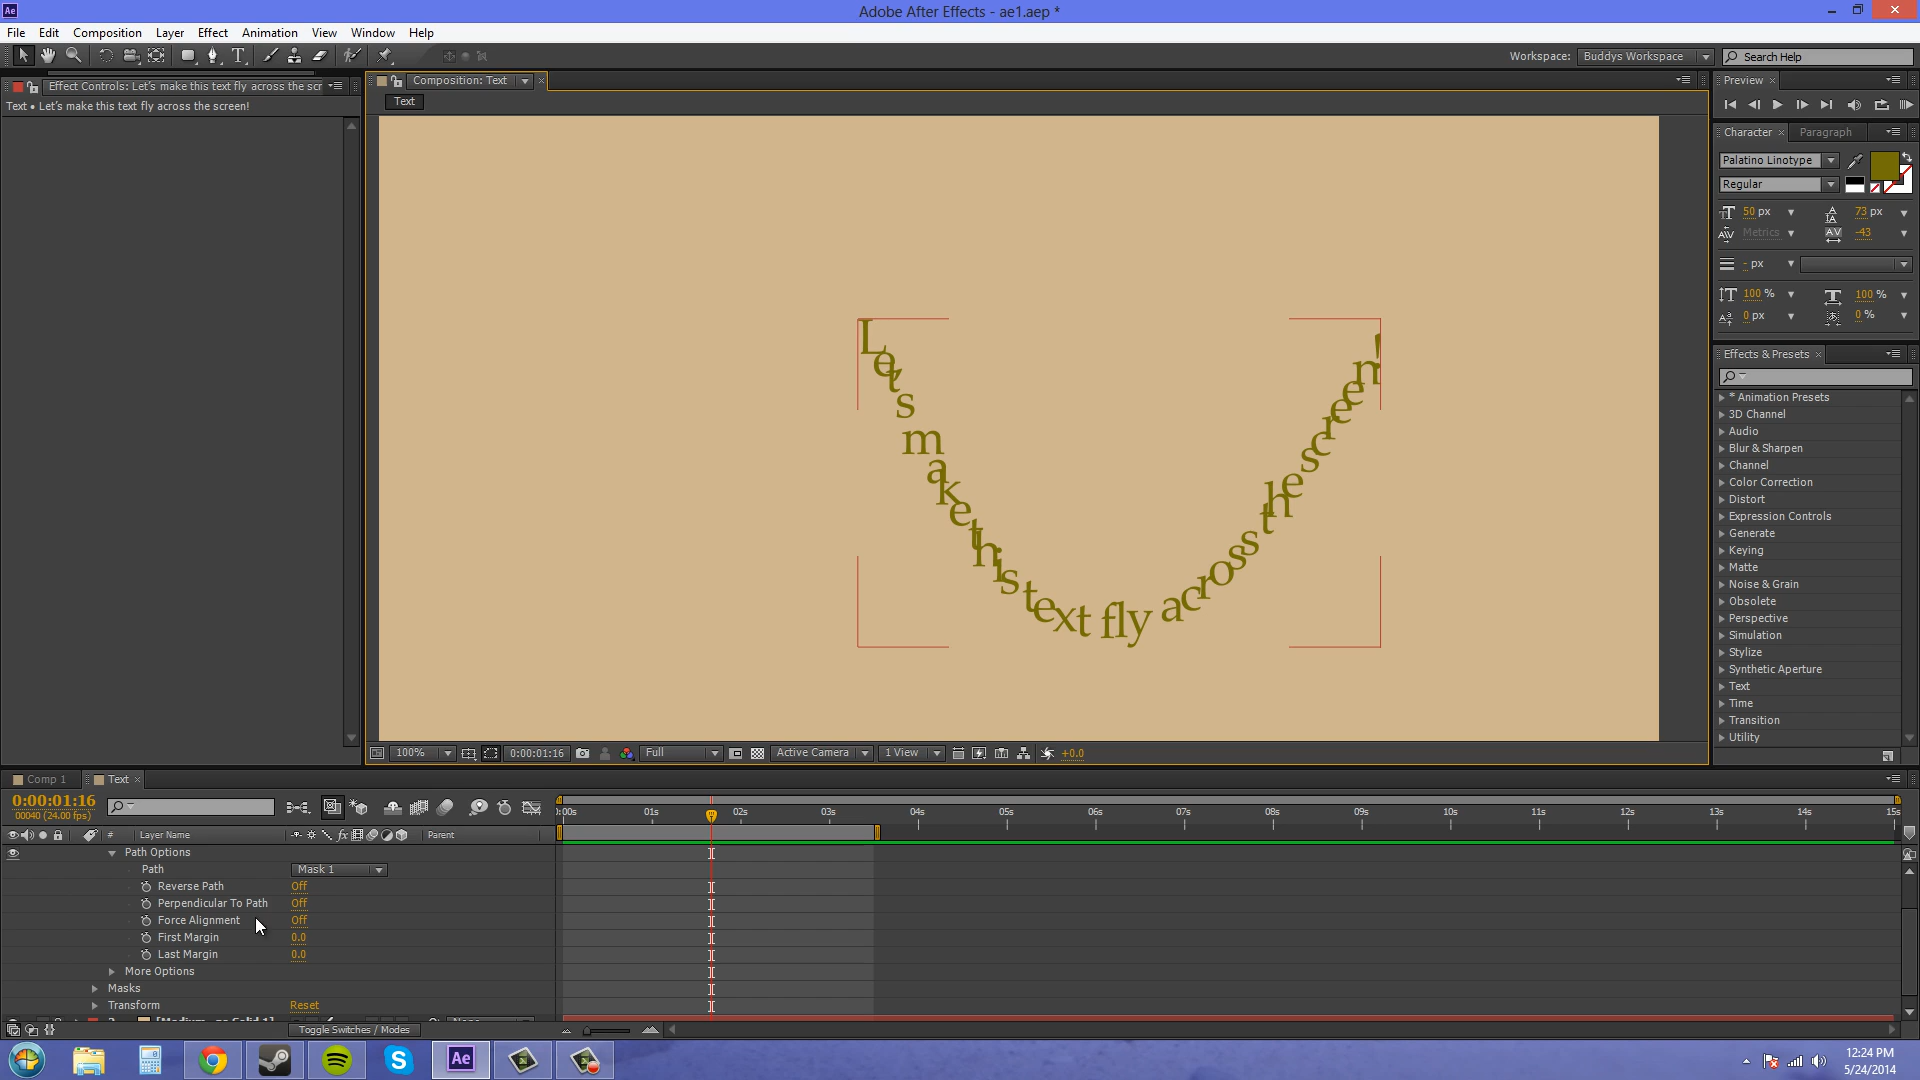 Ae
Adobe After Effects - ae1.aep *
File Edit Composition Layer Effect Animation View Window Help
Workspace: Buddys Workspace Search Help
Effect Controls: Let's make this text fly across the scr
Text • Let's make this text fly across the screen!
Composition: Text
Text
Let's make this text fly across the screen!
100% 0:00:01:16 Full Active Camera 1 View +0.0
Preview
Character Paragraph
Palatino Linotype
Regular
50 px 73 px
Metrics -43
- px
100 % 100 %
0 px 0 %
Effects & Presets
* Animation Presets
3D Channel
Audio
Blur & Sharpen
Channel
Color Correction
Distort
Expression Controls
Generate
Keying
Matte
Noise & Grain
Obsolete
Perspective
Simulation
Stylize
Synthetic Aperture
Text
Time
Transition
Utility
Comp 1 Text
0:00:01:16
00040 (24.00 fps)
# Layer Name Parent
):00s 01s 02s 03s 04s 05s 06s 07s 08s 09s 10s 11s 12s 13s 14s 15s
Path Options
Path Mask 1
Reverse Path Off
Perpendicular To Path Off
Force Alignment Off
First Margin 0.0
Last Margin 0.0
More Options
Masks
Transform Reset
Toggle Switches / Modes
Ae
12:24 PM
5/24/2014